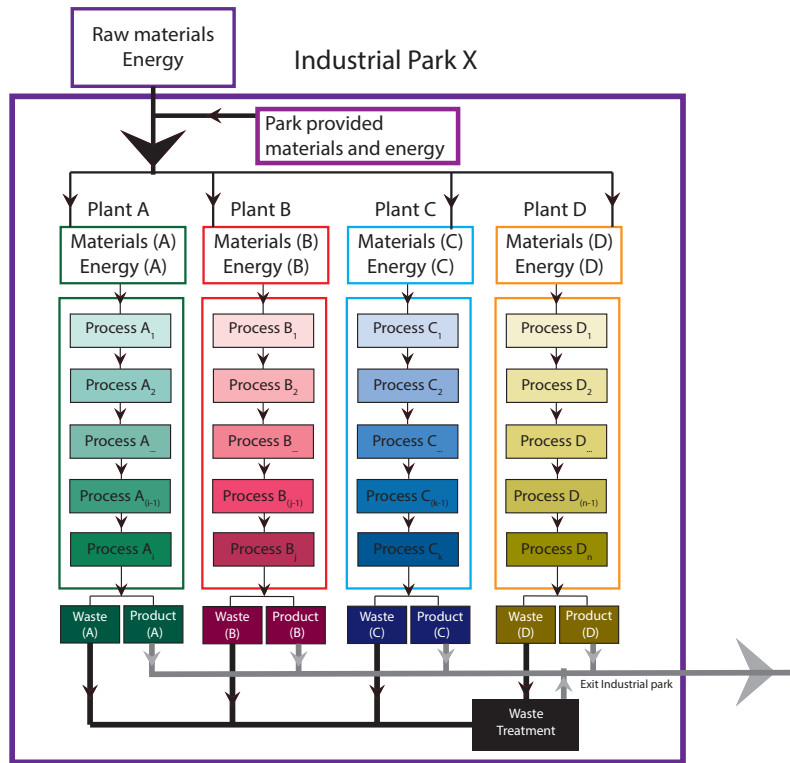 Raw materials
Energy
Industrial Park X
Park provided
materials and energy
Plant A
Plant B
Plant C
Plant D
Materials (A)
Energy (A)
Materials (B)
Energy (B)
Materials (C)
Energy (C)
Materials (D)
Energy (D)
Process A1
Process B1
Process C1
Process D1
Process A2
Process B2
Process C2
Process D2
Process A...
Process B...
Process C...
Process D...
Process A(i-1)
Process B(j-1)
Process C(k-1)
Process D(n-1)
Process Ai
Process Bj
Process Ck
Process Dn
Waste
(A)
Product
(A)
Waste
(B)
Product
(B)
Waste
(C)
Product
(C)
Waste
(D)
Product
(D)
Exit Industrial park
Waste
Treatment